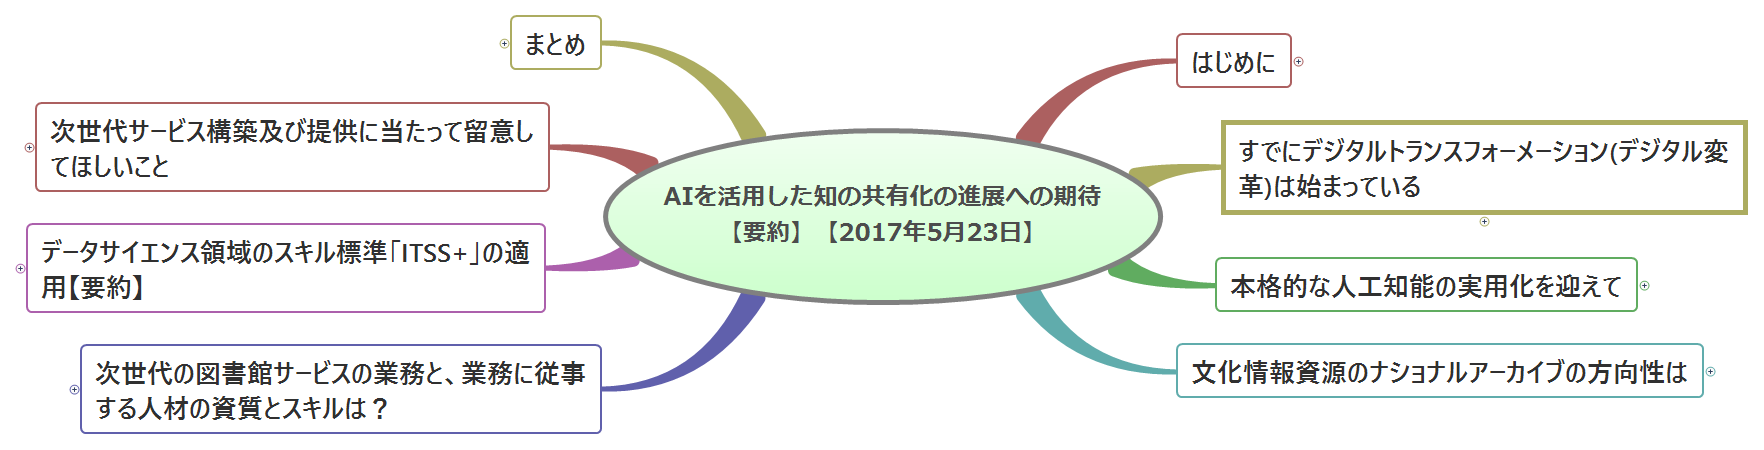 AIを活用した知の共有化の進展への期待
【要約】 【2017年5月23日】
はじめに
すでにデジタルトランスフォーメーション(デジタル変
革)は始まっている
本格的な人工知能の実用化を迎えて
文化情報資源のナショナルアーカイブの方向性は
次世代の図書館サービスの業務と、業務に従事
する人材の資質とスキルは？
データサイエンス領域のスキル標準「ITSS+」の適
用【要約】
次世代サービス構築及び提供に当たって留意し
てほしいこと
まとめ